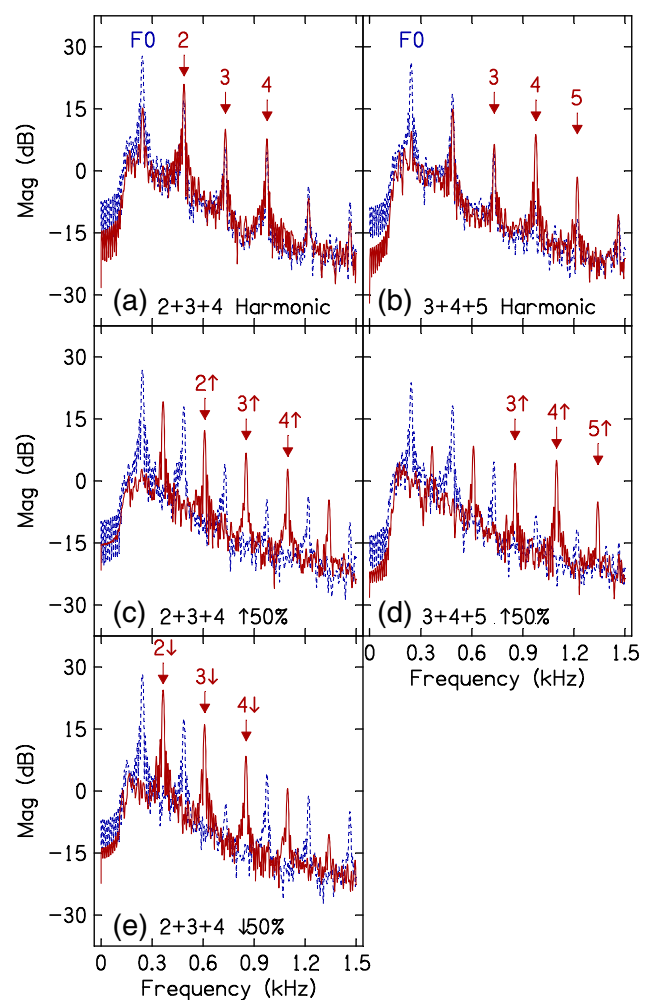 F0 2 3 4
30
15
0
−15
−30
Mag (dB)
(a) 2+3+4 Harmonic
F0 3 4 5
(b) 3+4+5 Harmonic
30
15
0
−15
−30
Mag (dB)
2↑ 3↑ 4↑
(c) 2+3+4 ↑50%
3↑ 4↑ 5↑
(d) 3+4+5 ↑50%
0 0.3 0.6 0.9 1.2 1.5
Frequency (kHz)
30
15
0
−15
−30
Mag (dB)
2↓ 3↓ 4↓
(e) 2+3+4 ↓50%
0 0.3 0.6 0.9 1.2 1.5
Frequency (kHz)